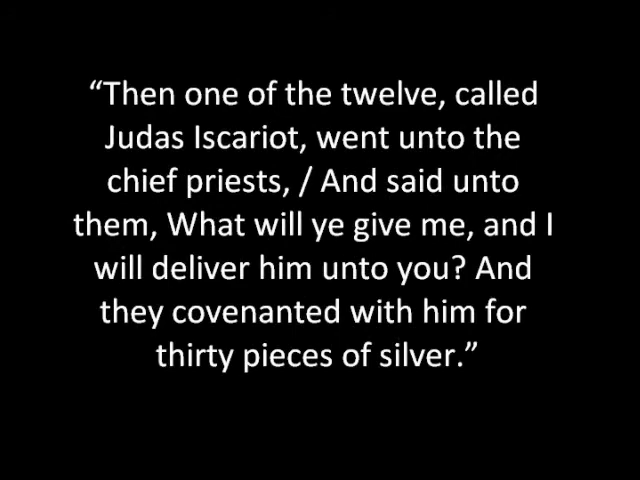 “Then one of the twelve, called
Judas Iscariot, went unto the
chief priests, / And said unto
them, What will ye give me, and I
will deliver him unto you? And
they covenanted with him for
thirty pieces of silver.”